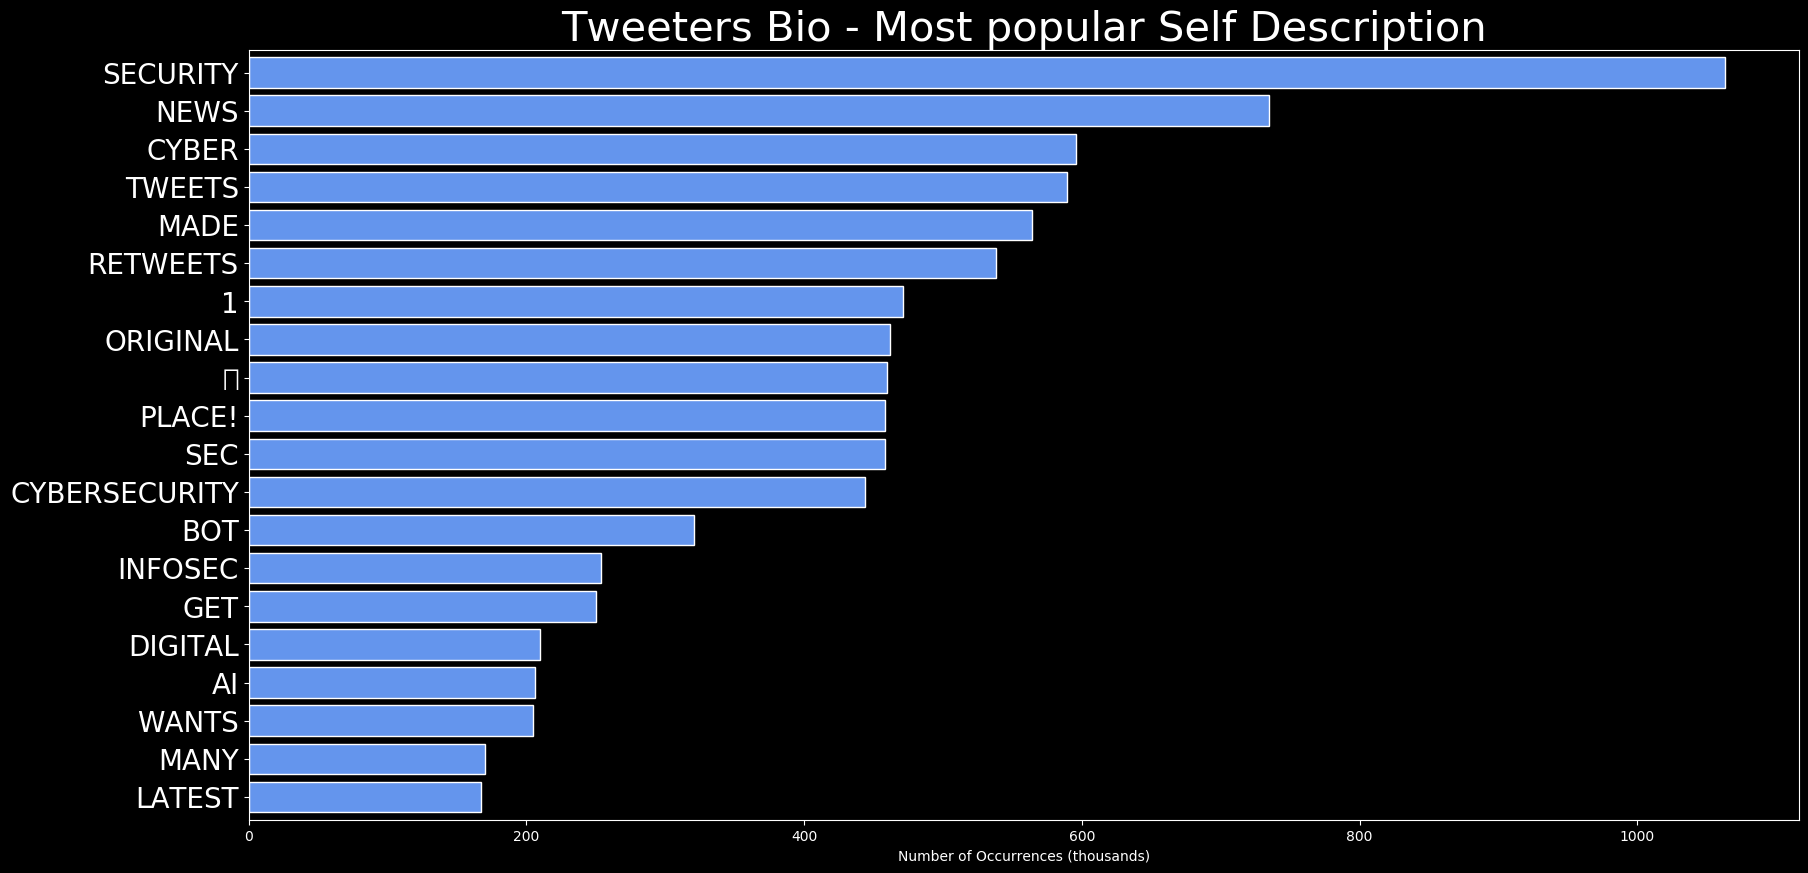 Tweeters Bio - Most popular Self Description
SECURITY
NEWS
CYBER
TWEETS
MADE
RETWEETS
1
ORIGINAL
PLACE!
SEC
CYBERSECURITY
BOT
INFOSEC
GET
DIGITAL
AI
WANTS
MANY
LATEST
0 200 400 600 800 1000
Number of Occurrences (thousands)